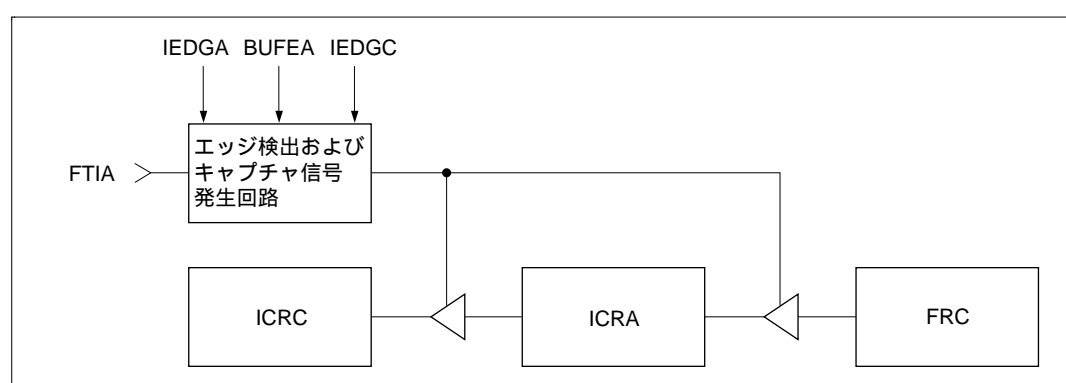 IEDGA BUFEA IEDGC
エッジ検出および
キャプチャ信号
発生回路
FTIA
ICRC
ICRA
FRC